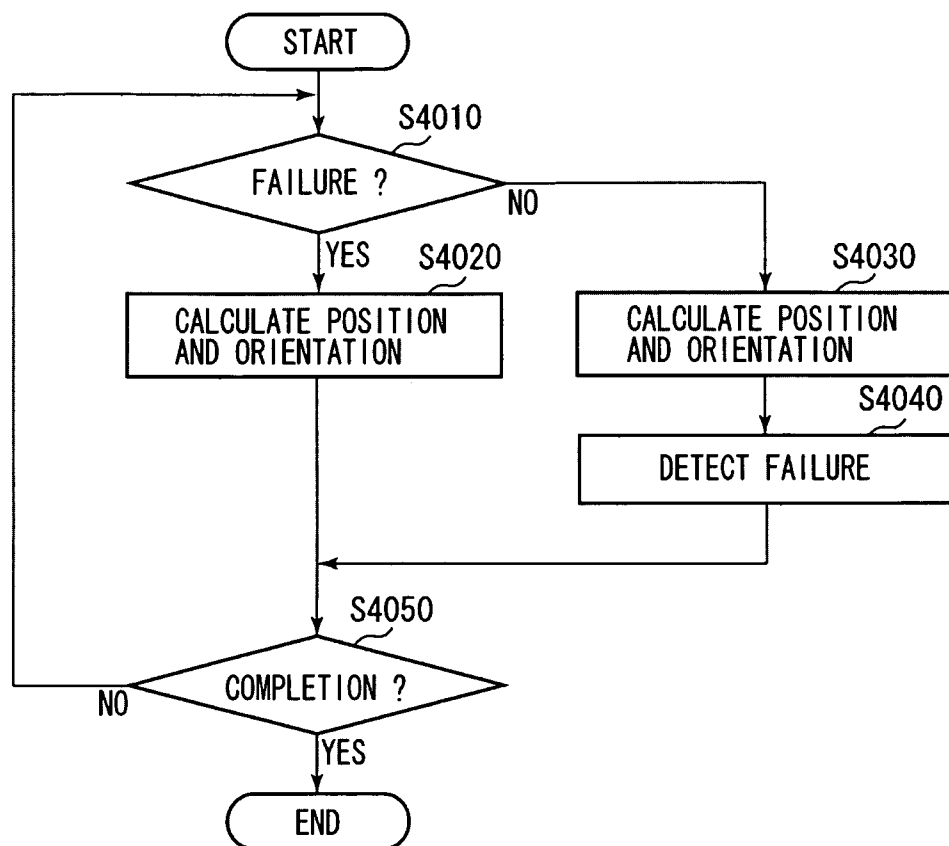 START
S4010
FAILURE ?
NO
YES
S4020
CALCULATE POSITION
AND ORIENTATION
S4030
CALCULATE POSITION
AND ORIENTATION
S4040
DETECT FAILURE
S4050
COMPLETION ?
NO
YES
END